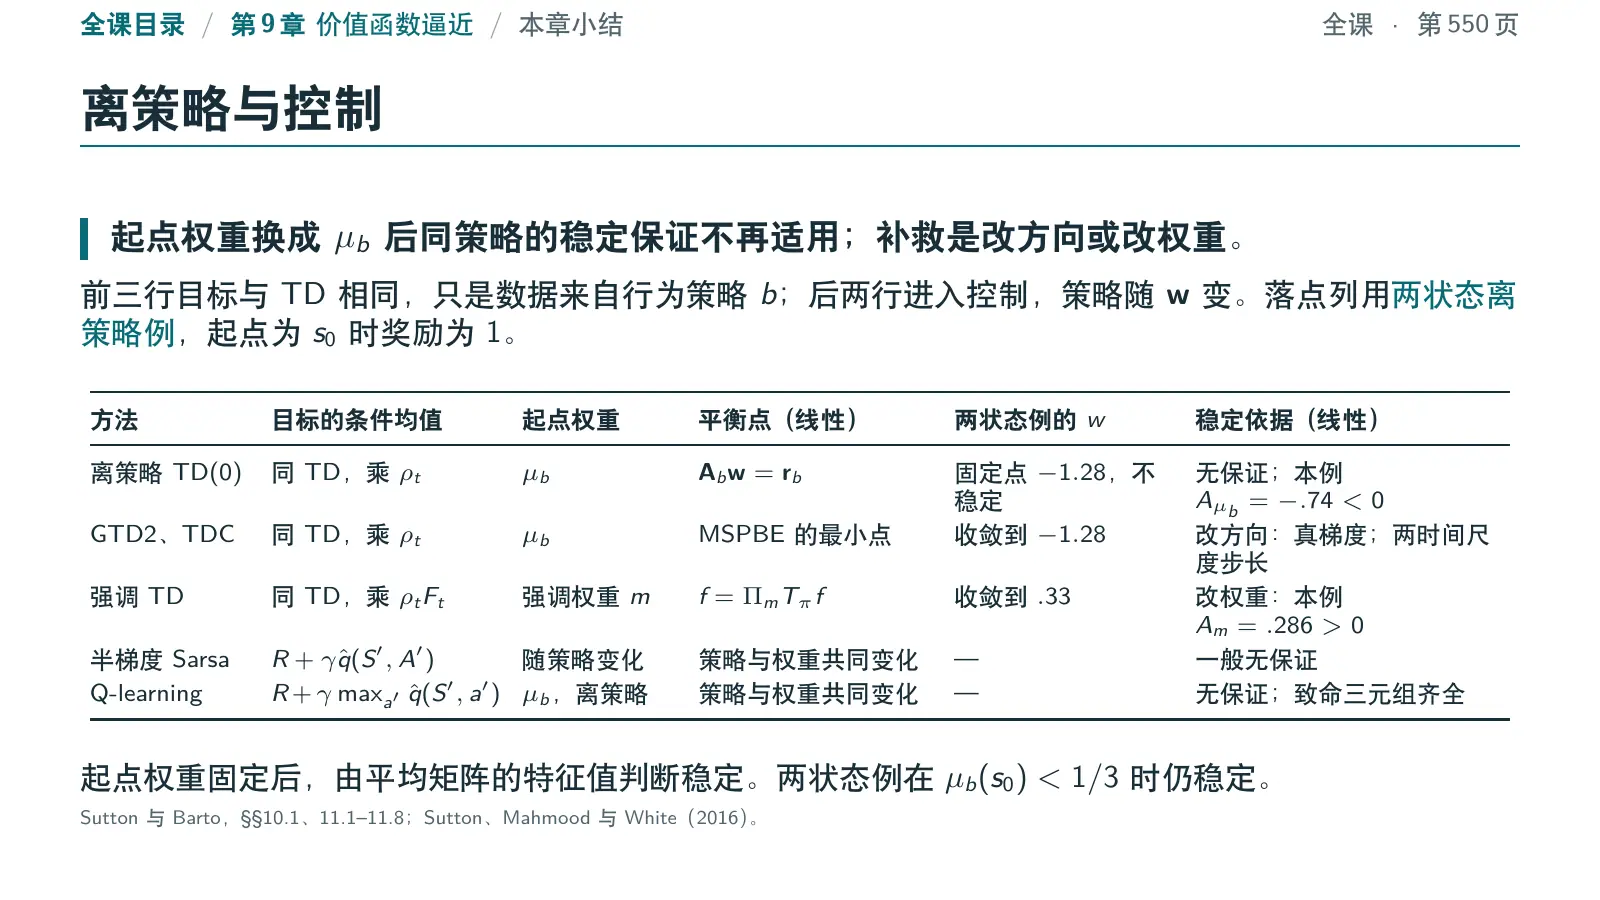 全课目录 / 第 9 章 价值函数逼近 / 本章小结
全课 · 第 550 页
离策略与控制
起点权重换成 μ_b 后同策略的稳定保证不再适用；补救是改方向或改权重。
前三行目标与 TD 相同，只是数据来自行为策略 b；后两行进入控制，策略随 w 变。落点列用两状态离
策略例，起点为 s₀ 时奖励为 1。
方法 目标的条件均值 起点权重 平衡点（线性） 两状态例的 w 稳定依据（线性）
离策略 TD(0) 同 TD，乘 ρ_t μ_b A_b w = r_b 固定点 −1.28，不 无保证；本例
稳定 A_{μ_b} = −.74 < 0
GTD2、TDC 同 TD，乘 ρ_t μ_b MSPBE 的最小点 收敛到 −1.28 改方向：真梯度；两时间尺
度步长
强调 TD 同 TD，乘 ρ_t F_t 强调权重 m f = Π_m T_π f 收敛到 .33 改权重：本例
A_m = .286 > 0
半梯度 Sarsa R + γq̂(S′, A′) 随策略变化 策略与权重共同变化 — 一般无保证
Q-learning R + γ max_{a′} q̂(S′, a′) μ_b，离策略 策略与权重共同变化 — 无保证；致命三元组齐全
起点权重固定后，由平均矩阵的特征值判断稳定。两状态例在 μ_b(s₀) < 1/3 时仍稳定。
Sutton 与 Barto，§§10.1、11.1–11.8；Sutton、Mahmood 与 White（2016）。